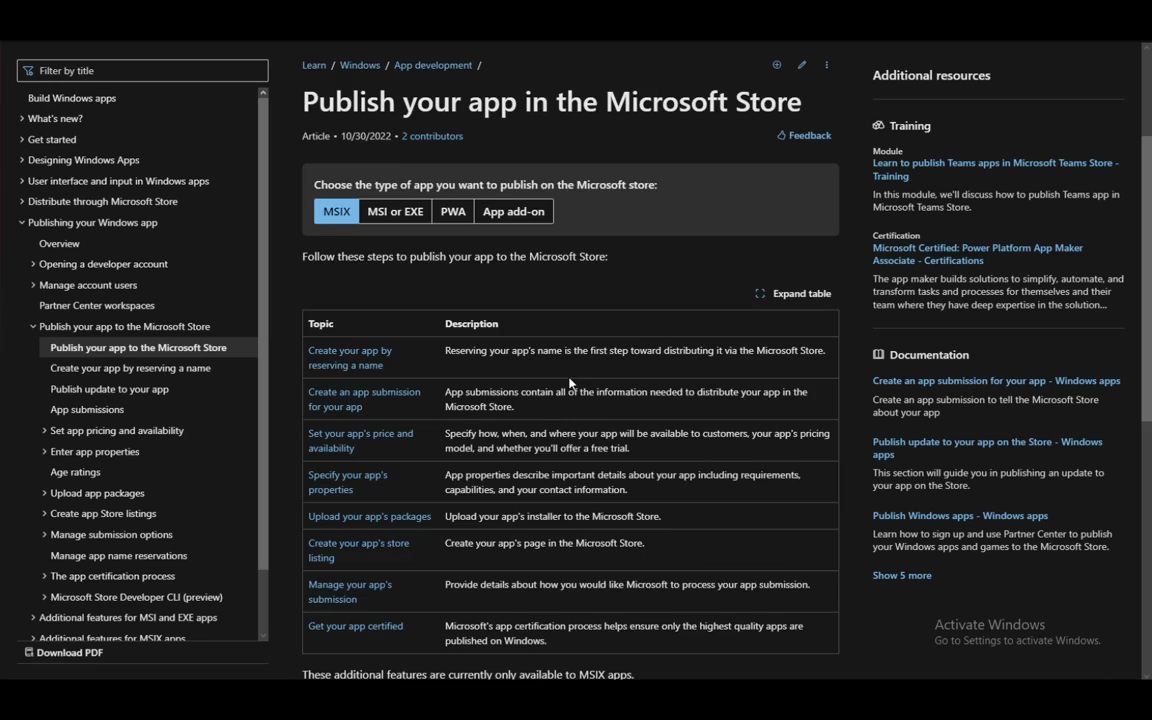 Filter by title
Build Windows apps
What's new?
Get started
Designing Windows Apps
User interface and input in Windows apps
Distribute through Microsoft Store
Publishing your Windows app
Overview
Opening a developer account
Manage account users
Partner Center workspaces
Publish your app to the Microsoft Store
Publish your app to the Microsoft Store
Create your app by reserving a name
Publish update to your app
App submissions
Set app pricing and availability
Enter app properties
Age ratings
Upload app packages
Create app Store listings
Manage submission options
Manage app name reservations
The app certification process
Microsoft Store Developer CLI (preview)
Additional features for MSI and EXE apps
Additional features for MSIX apps
Download PDF
Learn / Windows / App development /
Publish your app in the Microsoft Store
Article • 10/30/2022 • 2 contributors
Feedback
Choose the type of app you want to publish on the Microsoft store:
MSIX MSI or EXE PWA App add-on
Follow these steps to publish your app to the Microsoft Store:
Expand table
Topic Description
Create your app by
reserving a name
Reserving your app's name is the first step toward distributing it via the Microsoft Store.
Create an app submission
for your app
App submissions contain all of the information needed to distribute your app in the
Microsoft Store.
Set your app's price and
availability
Specify how, when, and where your app will be available to customers, your app's pricing
model, and whether you'll offer a free trial.
Specify your app's
properties
App properties describe important details about your app including requirements,
capabilities, and your contact information.
Upload your app's packages
Upload your app's installer to the Microsoft Store.
Create your app's store
listing
Create your app's page in the Microsoft Store.
Manage your app's
submission
Provide details about how you would like Microsoft to process your app submission.
Get your app certified
Microsoft's app certification process helps ensure only the highest quality apps are
published on Windows.
These additional features are currently only available to MSIX apps.
Additional resources
Training
Module
Learn to publish Teams apps in Microsoft Teams Store -
Training
In this module, we'll discuss how to publish Teams app in
Microsoft Teams Store.
Certification
Microsoft Certified: Power Platform App Maker
Associate - Certifications
The app maker builds solutions to simplify, automate, and
transform tasks and processes for themselves and their
team where they have deep expertise in the solution...
Documentation
Create an app submission for your app - Windows apps
Create an app submission to tell the Microsoft Store
about your app
Publish update to your app on the Store - Windows
apps
This section will guide you in publishing an update to
your app on the Store.
Publish Windows apps - Windows apps
Learn how to sign up and use Partner Center to publish
your Windows apps and games to the Microsoft Store.
Show 5 more
Activate Windows
Go to Settings to activate Windows.